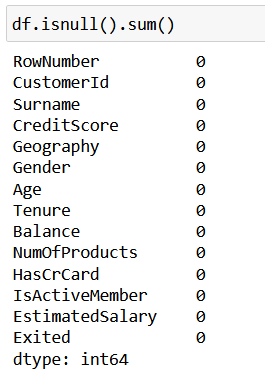 df.isnull().sum()
RowNumber 0
CustomerId 0
Surname 0
CreditScore 0
Geography 0
Gender 0
Age 0
Tenure 0
Balance 0
NumOfProducts 0
HasCrCard 0
IsActiveMember 0
EstimatedSalary 0
Exited 0
dtype: int64